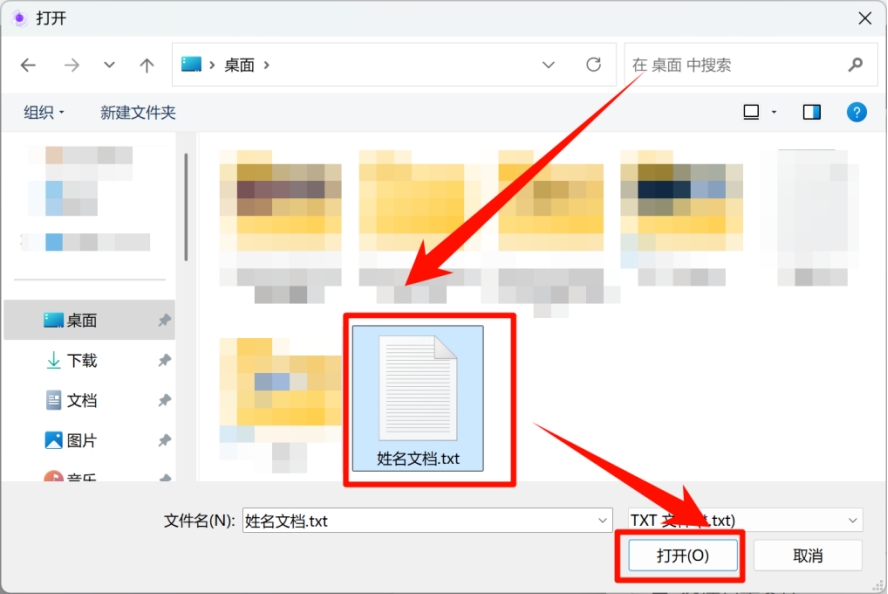 打开
桌面
在 桌面 中搜索
组织
新建文件夹
桌面
下载
文档
图片
音乐
姓名文档.txt
文件名(N):
姓名文档.txt
TXT 文
.txt)
打开(O)
取消